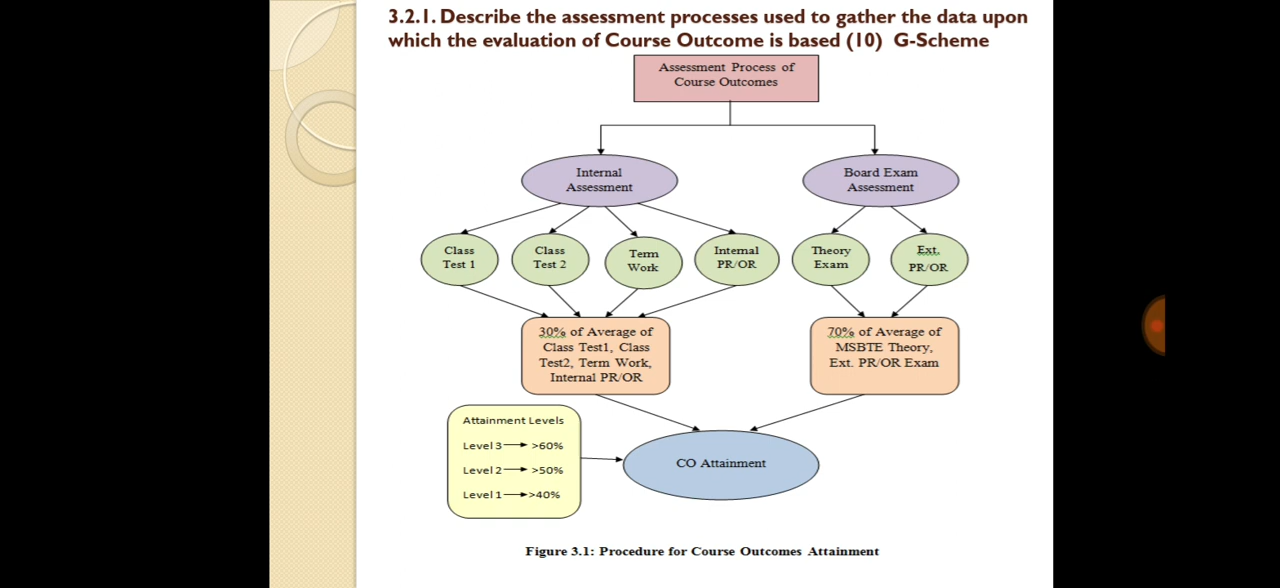 3.2.1. Describe the assessment processes used to gather the data upon
which the evaluation of Course Outcome is based (10)  G-Scheme
Assessment Process of
Course Outcomes
Internal
Assessment
Board Exam
Assessment
Class
Test 1
Class
Test 2
Term
Work
Internal
PR/OR
Theory
Exam
Ext.
PR/OR
30% of Average of
Class Test1, Class
Test2, Term Work,
Internal PR/OR
70% of Average of
MSBTE Theory,
Ext. PR/OR Exam
Attainment Levels
Level 3 → >60%
Level 2 → >50%
Level 1 → >40%
CO Attainment
Figure 3.1: Procedure for Course Outcomes Attainment